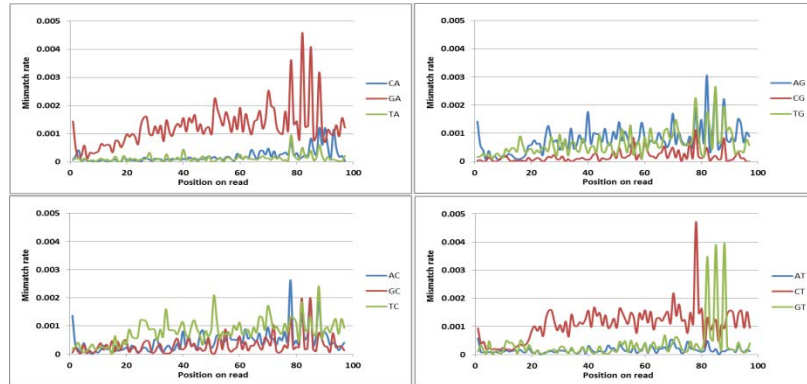 0.005
0.004
0.003
0.002
0.001
0
Mismatch rate
0 20 40 60 80 100
Position on read
CA
GA
TA
0.005
0.004
0.003
0.002
0.001
0
Mismatch rate
0 20 40 60 80 100
Position on read
AG
CG
TG
0.005
0.004
0.003
0.002
0.001
0
Mismatch rate
0 20 40 60 80 100
Position on read
AC
GC
TC
0.005
0.004
0.003
0.002
0.001
0
Mismatch rate
0 20 40 60 80 100
Position on read
AT
CT
GT